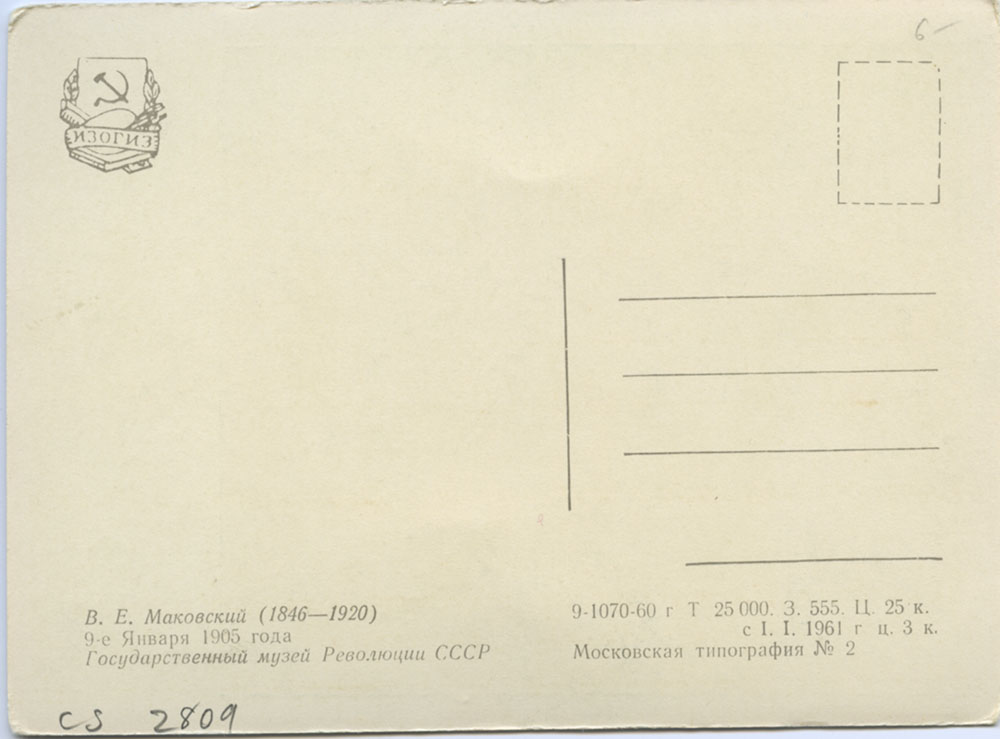 6-
ИЗОГИЗ
В. Е. Маковский (1846—1920)
9-е Января 1905 года
Государственный музей Революции СССР
9-1070-60 г Т 25 000. З. 555. Ц. 25 к.
с I. I. 1961 г ц. 3 к.
Московская типография № 2
CS 2809